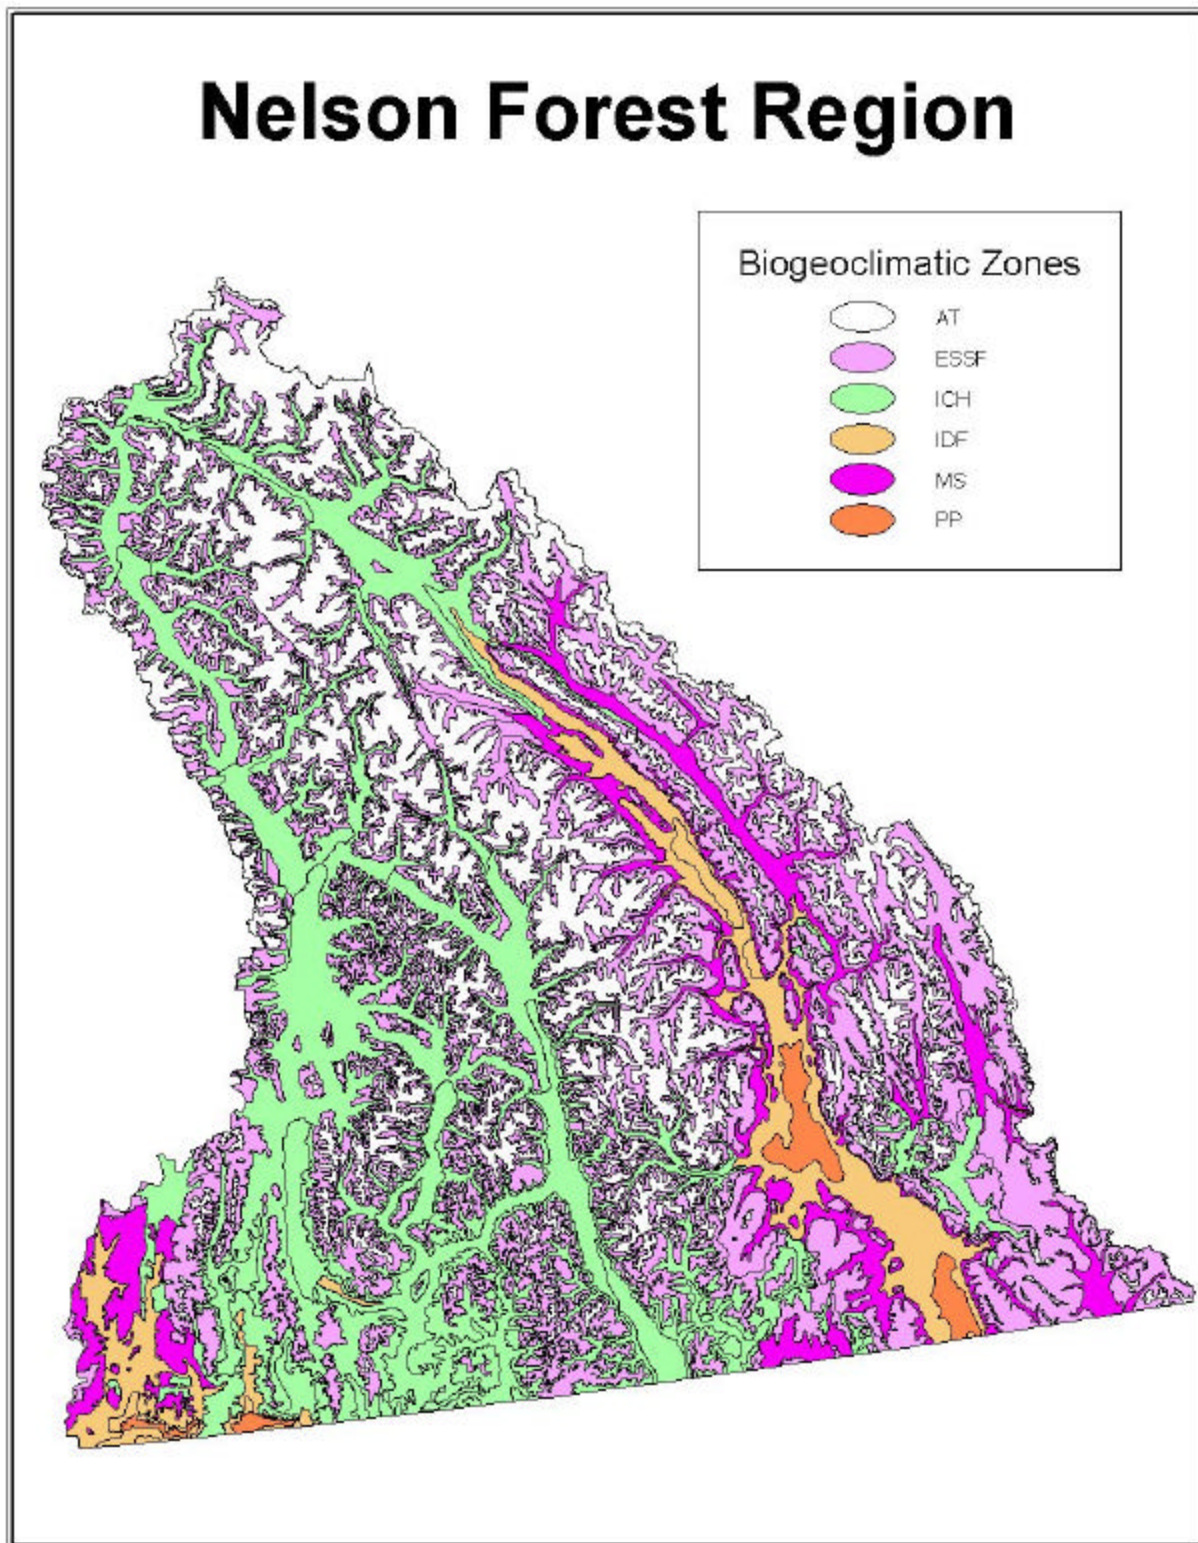 Nelson Forest Region
Biogeoclimatic Zones
AT
ESSF
ICH
IDF
MS
PP